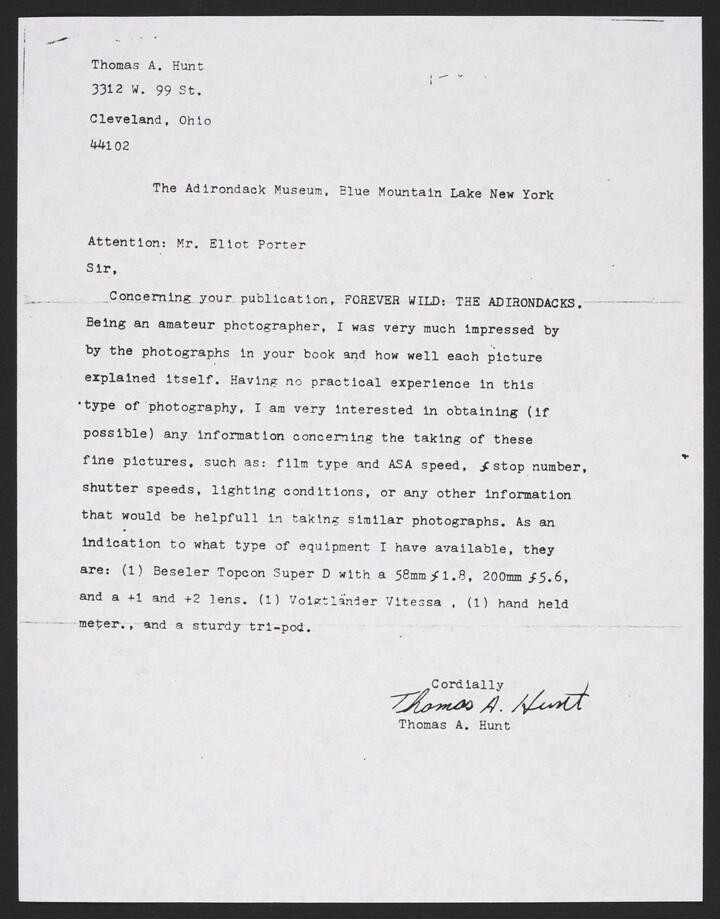 Thomas A. Hunt
3312 W. 99 St.
Cleveland, Ohio
44102
The Adirondack Museum, Blue Mountain Lake New York
Attention: Mr. Eliot Porter
Sir,
Concerning your publication, FOREVER WILD: THE ADIRONDACKS.
Being an amateur photographer, I was very much impressed by
by the photographs in your book and how well each picture
explained itself. Having no practical experience in this
type of photography, I am very interested in obtaining (if
possible) any information concerning the taking of these
fine pictures, such as: film type and ASA speed, f stop number,
shutter speeds, lighting conditions, or any other information
that would be helpfull in taking similar photographs. As an
indication to what type of equipment I have available, they
are: (1) Beseler Topcon Super D with a 58mm f1.8, 200mm f5.6,
and a +1 and +2 lens. (1) Voigtländer Vitessa , (1) hand held
meter., and a sturdy tri-pod.
Cordially
Thomas A. Hunt
Thomas A. Hunt